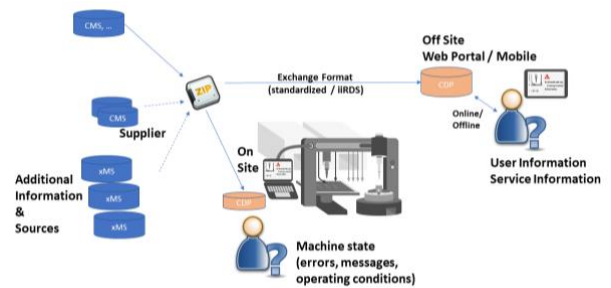 CMS, ...
ZIP
CMS
Supplier
Additional
Information
&
Sources
xMS
xMS
xMS
Exchange Format
(standardized / iiRDS)
Off Site
Web Portal / Mobile
CDP
Online/
Offline
User Information
Service Information
On
Site
CDP
Machine state
(errors, messages,
operating conditions)